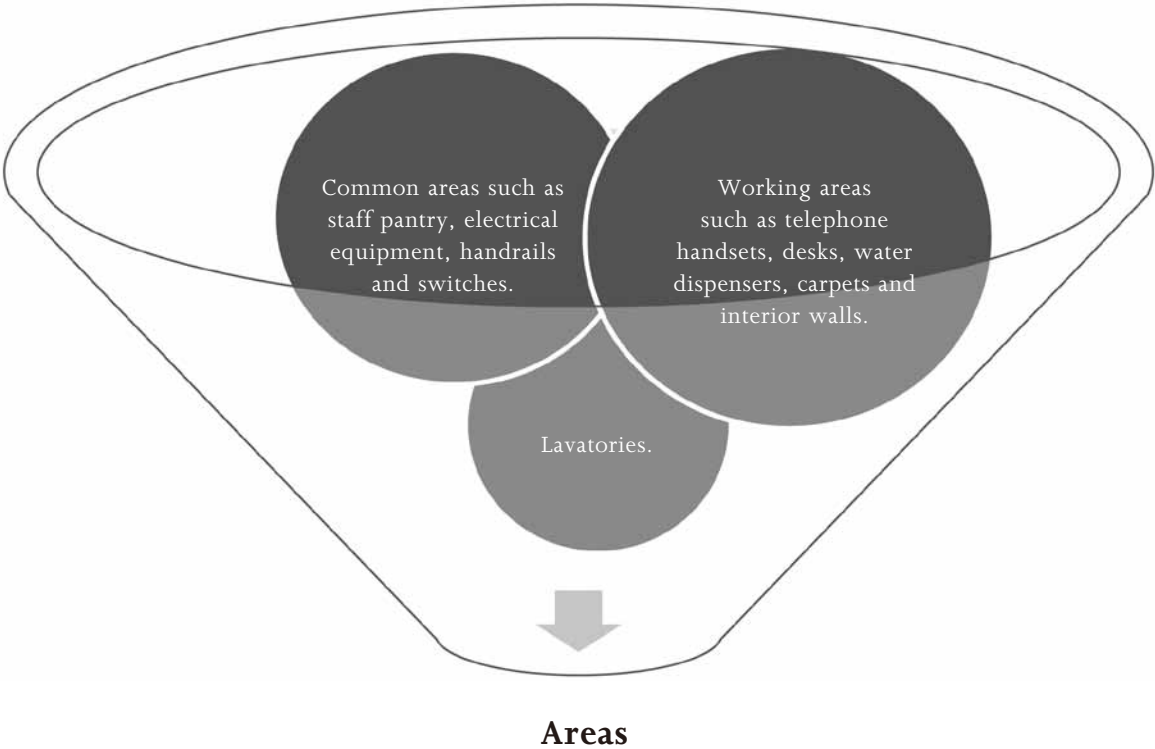 Common areas such as
staff pantry, electrical
equipment, handrails
and switches.
Working areas
such as telephone
handsets, desks, water
dispensers, carpets and
interior walls.
Lavatories.
Areas